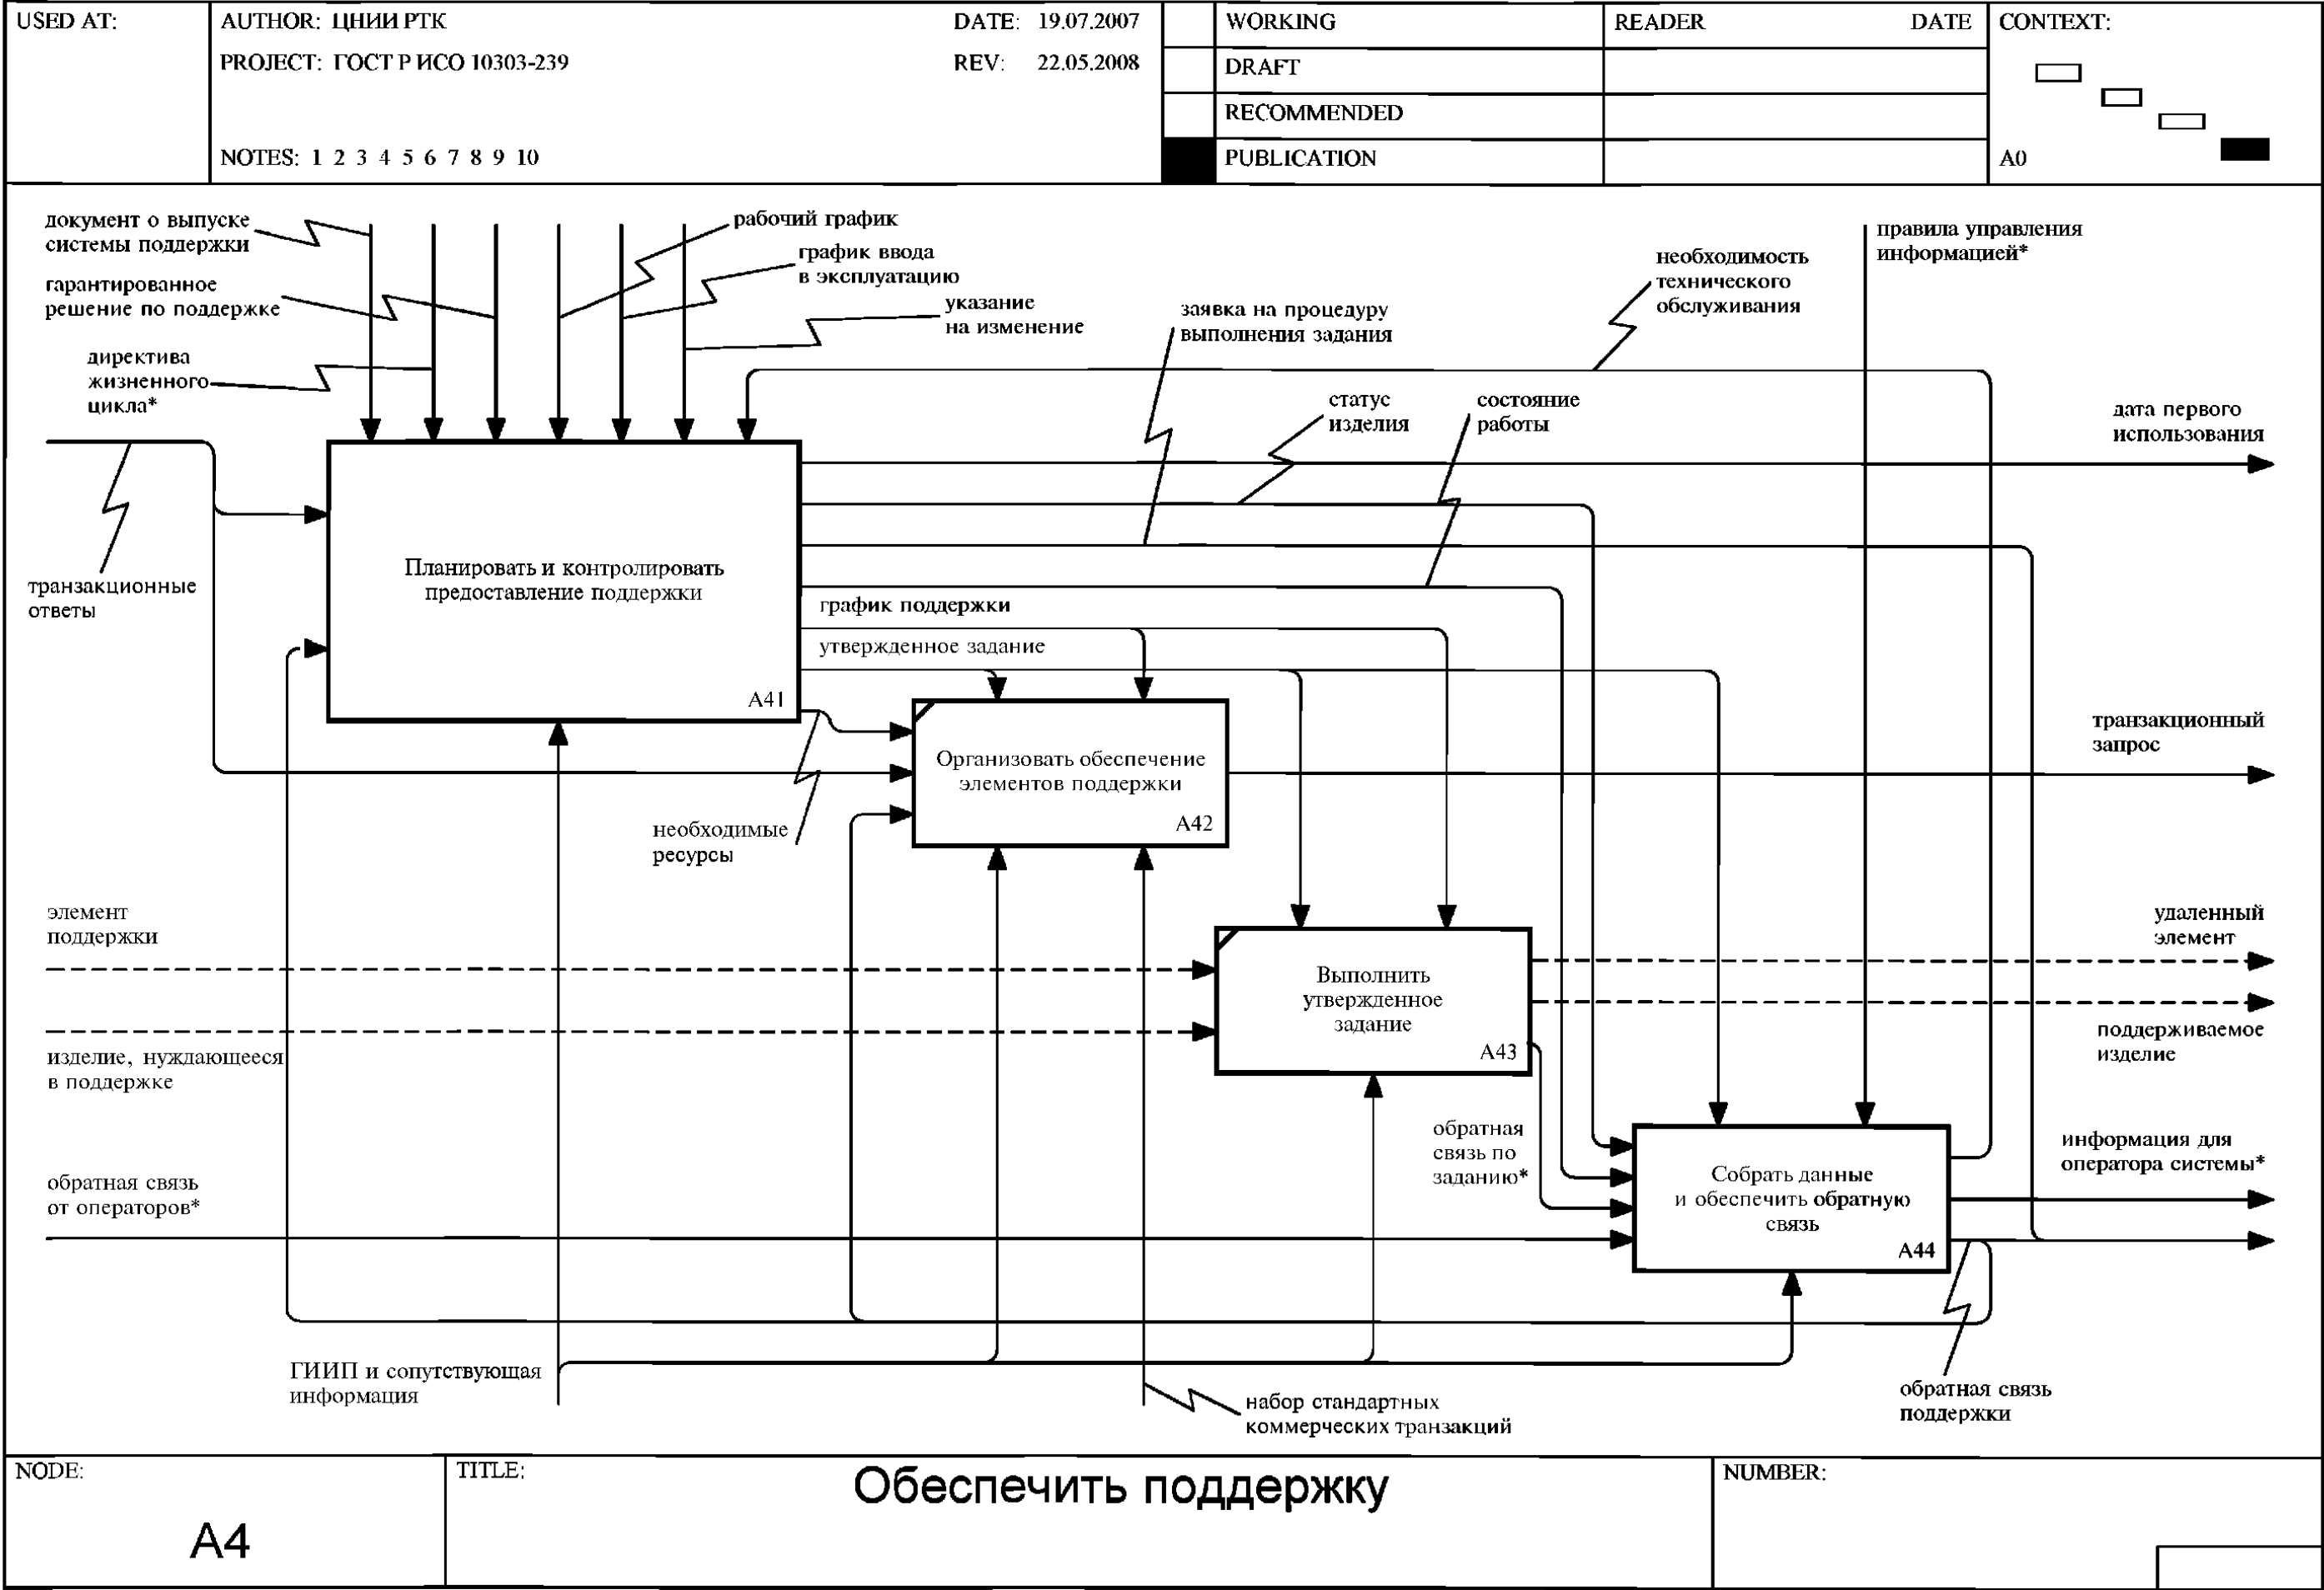 USED AT:
AUTHOR: ЦНИИ РТК
DATE: 19.07.2007
PROJECT: ГОСТ Р ИСО 10303-239
REV: 22.05.2008
NOTES: 1 2 3 4 5 6 7 8 9 10
WORKING
DRAFT
RECOMMENDED
PUBLICATION
READER DATE
CONTEXT:
A0
документ о выпуске
системы поддержки
гарантированное
решение по поддержке
директива
жизненного
цикла*
рабочий график
график ввода
в эксплуатацию
указание
на изменение
заявка на процедуру
выполнения задания
необходимость
технического
обслуживания
правила управления
информацией*
статус
изделия
состояние
работы
дата первого
использования
транзакционные
ответы
Планировать и контролировать
предоставление поддержки
A41
график поддержки
утвержденное задание
Организовать обеспечение
элементов поддержки
A42
транзакционный
запрос
необходимые
ресурсы
элемент
поддержки
изделие, нуждающееся
в поддержке
Выполнить
утвержденное
задание
A43
удаленный
элемент
поддерживаемое
изделие
обратная
связь по
заданию*
обратная связь
от операторов*
Собрать данные
и обеспечить обратную
связь
A44
информация для
оператора системы*
ГИИП и сопутствующая
информация
набор стандартных
коммерческих транзакций
обратная связь
поддержки
NODE:
A4
TITLE:
Обеспечить поддержку
NUMBER: